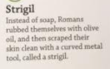 Strigil
Instead of soap, Romans
rubbed themselves with olive
oil, and then scraped their
skin clean with a curved metal
tool, called a strigil.